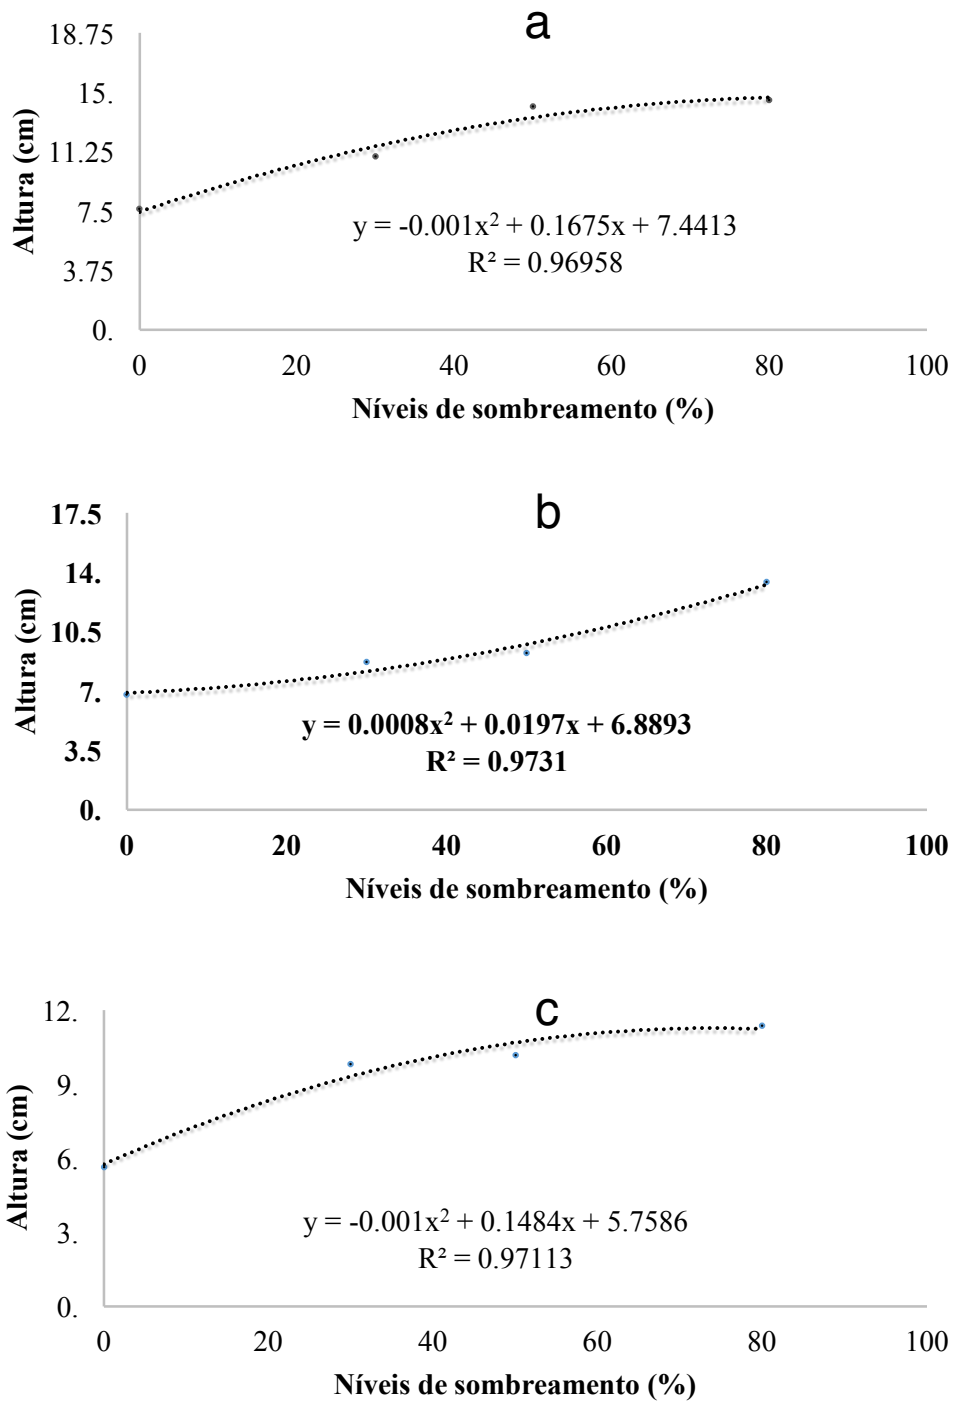 a
18.75
15.
11.25
7.5
3.75
0.
Altura (cm)
y = -0.001x² + 0.1675x + 7.4413
R² = 0.96958
0 20 40 60 80 100
Níveis de sombreamento (%)
b
17.5
14.
10.5
7.
3.5
0.
Altura (cm)
y = 0.0008x² + 0.0197x + 6.8893
R² = 0.9731
0 20 40 60 80 100
Níveis de sombreamento (%)
c
12.
9.
6.
3.
0.
Altura (cm)
y = -0.001x² + 0.1484x + 5.7586
R² = 0.97113
0 20 40 60 80 100
Níveis de sombreamento (%)